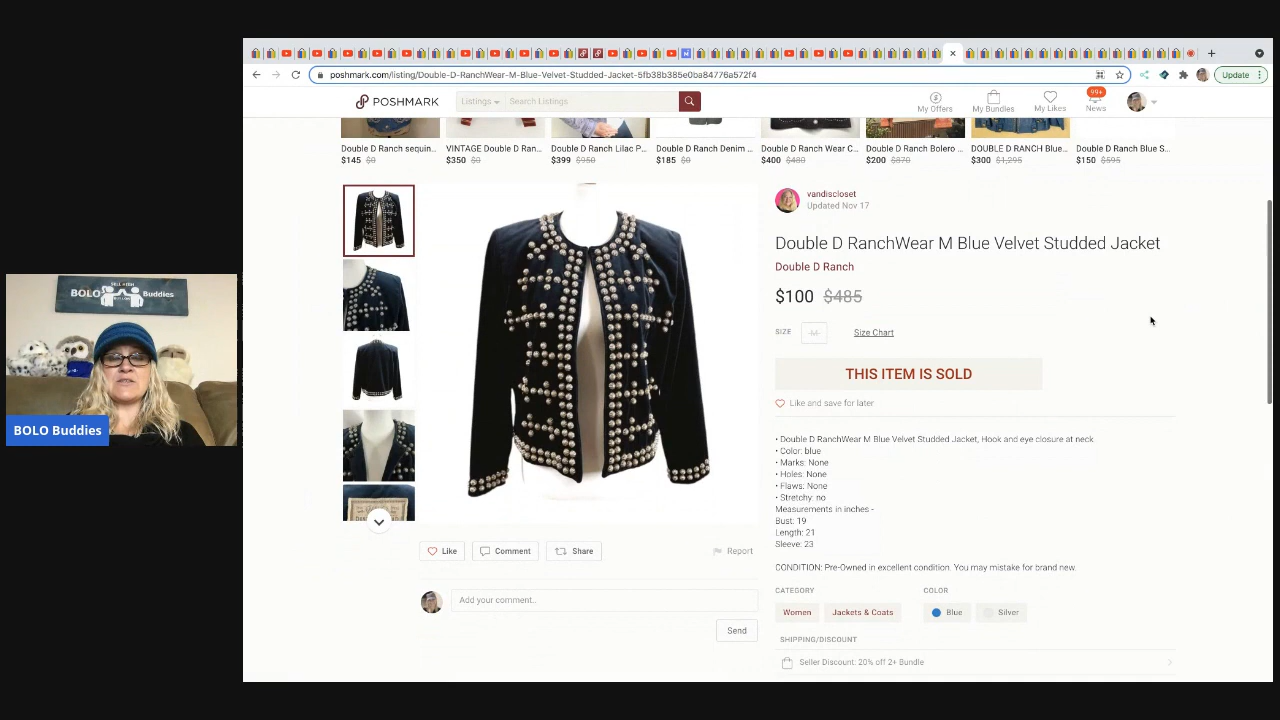 poshmark.com/listing/Double-D-RanchWear-M-Blue-Velvet-Studded-Jacket-5fb38b385e0ba84776a572f4
Update
POSHMARK
Listings
Search Listings
My Offers
My Bundles
My Likes
99+
News
Double D Ranch sequin...
$145 $0
VINTAGE Double D Ran...
$350 $0
Double D Ranch Lilac P...
$399 $950
Double D Ranch Denim ...
$185 $0
Double D Ranch Wear C...
$400 $480
Double D Ranch Bolero ...
$200 $870
DOUBLE D RANCH Blue...
$300 $1,295
Double D Ranch Blue S...
$150 $595
vandiscloset
Updated Nov 17
Double D RanchWear M Blue Velvet Studded Jacket
Double D Ranch
$100 $485
SIZE
M
Size Chart
THIS ITEM IS SOLD
Like and save for later
• Double D RanchWear M Blue Velvet Studded Jacket, Hook and eye closure at neck.
• Color: blue
• Marks: None
• Holes: None
• Flaws: None
• Stretchy: no
Measurements in inches -
Bust: 19
Length: 21
Sleeve: 23
CONDITION: Pre-Owned in excellent condition. You may mistake for brand new.
CATEGORY
Women
Jackets & Coats
COLOR
Blue
Silver
SHIPPING/DISCOUNT
Seller Discount: 20% off 2+ Bundle
Like
Comment
Share
Report
Add your comment..
Send
BOLO Buddies
BOLO Buddies